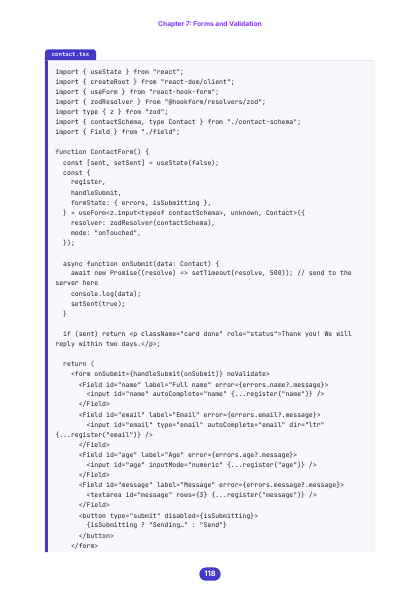 Chapter 7: Forms and Validation
contact.tsx
import { useState } from "react";
import { createRoot } from "react-dom/client";
import { useForm } from "react-hook-form";
import { zodResolver } from "@hookform/resolvers/zod";
import type { z } from "zod";
import { contactSchema, type Contact } from "./contact-schema";
import { Field } from "./field";

function ContactForm() {
  const [sent, setSent] = useState(false);
  const {
    register,
    handleSubmit,
    formState: { errors, isSubmitting },
  } = useForm<z.input<typeof contactSchema>, unknown, Contact>({
    resolver: zodResolver(contactSchema),
    mode: "onTouched",
  });

  async function onSubmit(data: Contact) {
    await new Promise((resolve) => setTimeout(resolve, 500)); // send to the
server here
    console.log(data);
    setSent(true);
  }

  if (sent) return <p className="card done" role="status">Thank you! We will
reply within two days.</p>;

  return (
    <form onSubmit={handleSubmit(onSubmit)} noValidate>
      <Field id="name" label="Full name" error={errors.name?.message}>
        <input id="name" autoComplete="name" {...register("name")} />
      </Field>
      <Field id="email" label="Email" error={errors.email?.message}>
        <input id="email" type="email" autoComplete="email" dir="ltr"
{...register("email")} />
      </Field>
      <Field id="age" label="Age" error={errors.age?.message}>
        <input id="age" inputMode="numeric" {...register("age")} />
      </Field>
      <Field id="message" label="Message" error={errors.message?.message}>
        <textarea id="message" rows={3} {...register("message")} />
      </Field>
      <button type="submit" disabled={isSubmitting}>
        {isSubmitting ? "Sending…" : "Send"}
      </button>
    </form>
118